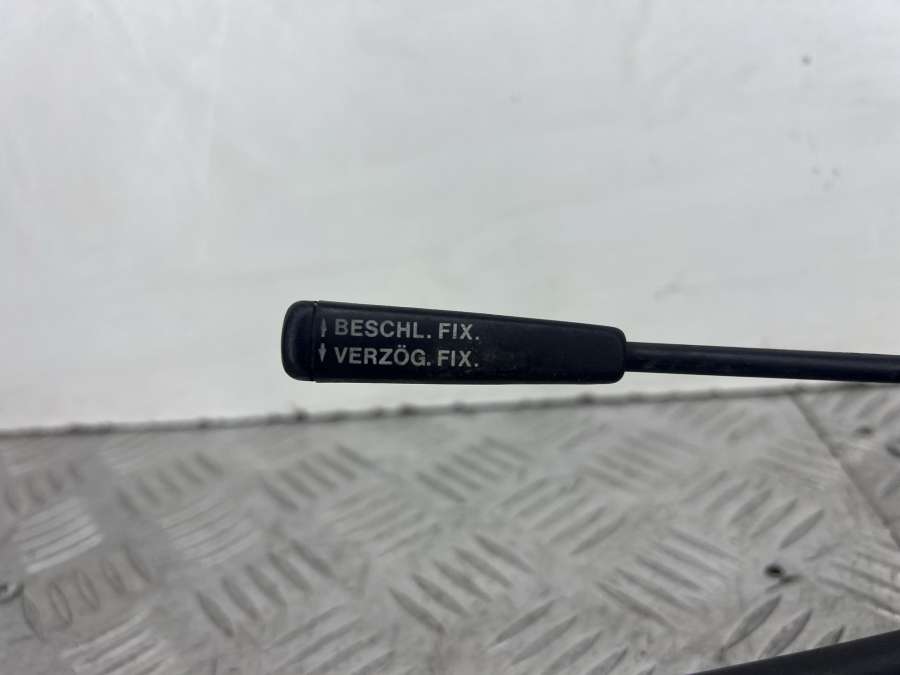 ↑ BESCHL. FIX.
↓ VERZÖG. FIX.